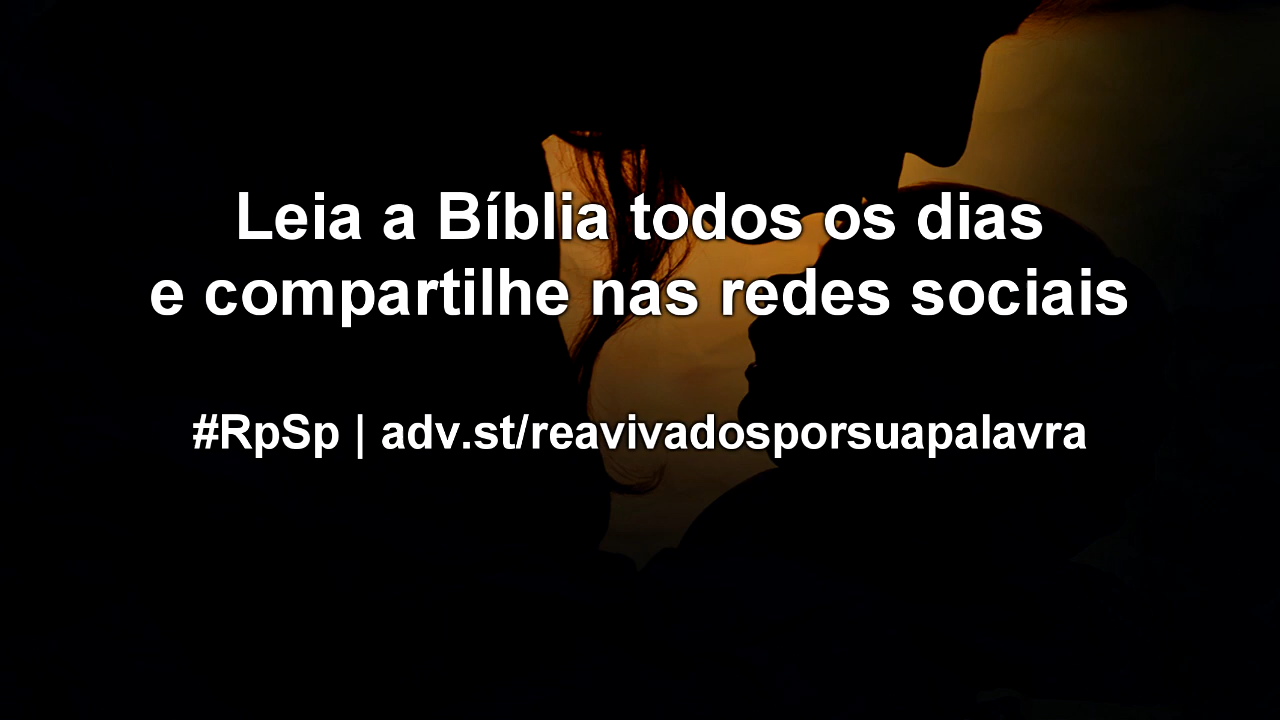 Leia a Bíblia todos os dias
e compartilhe nas redes sociais
#RpSp | adv.st/reavivadosporsuapalavra